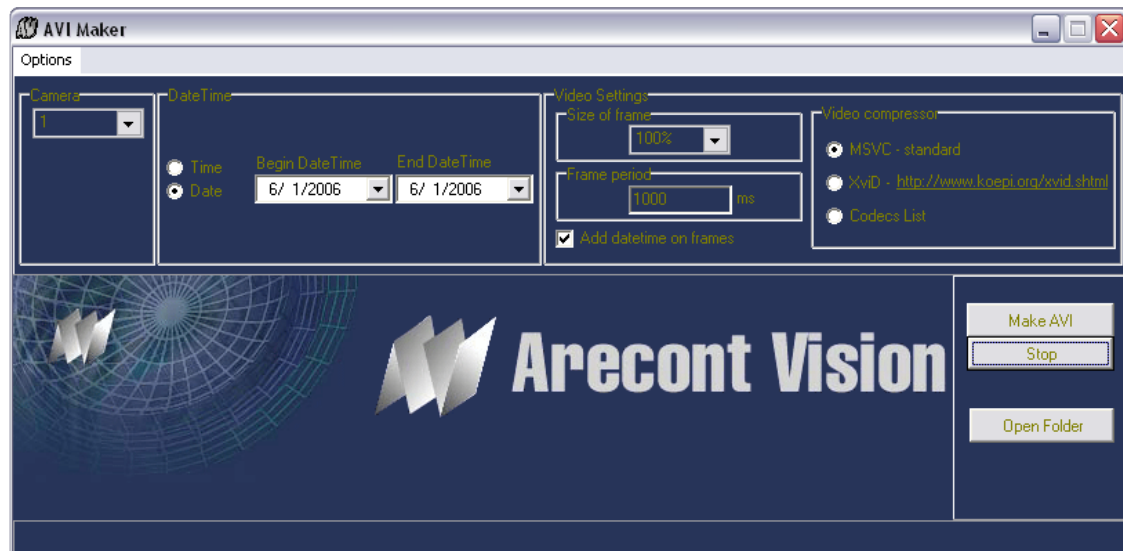 AVI Maker
Options
Camera
1
DateTime
Time
Date
Begin DateTime
6/ 1/2006
End DateTime
6/ 1/2006
Video Settings
Size of frame
100%
Frame period
1000 ms
Add datetime on frames
Video compressor
MSVC - standard
XviD - http://www.koepi.org/xvid.shtml
Codecs List
Arecont Vision
Make AVI
Stop
Open Folder